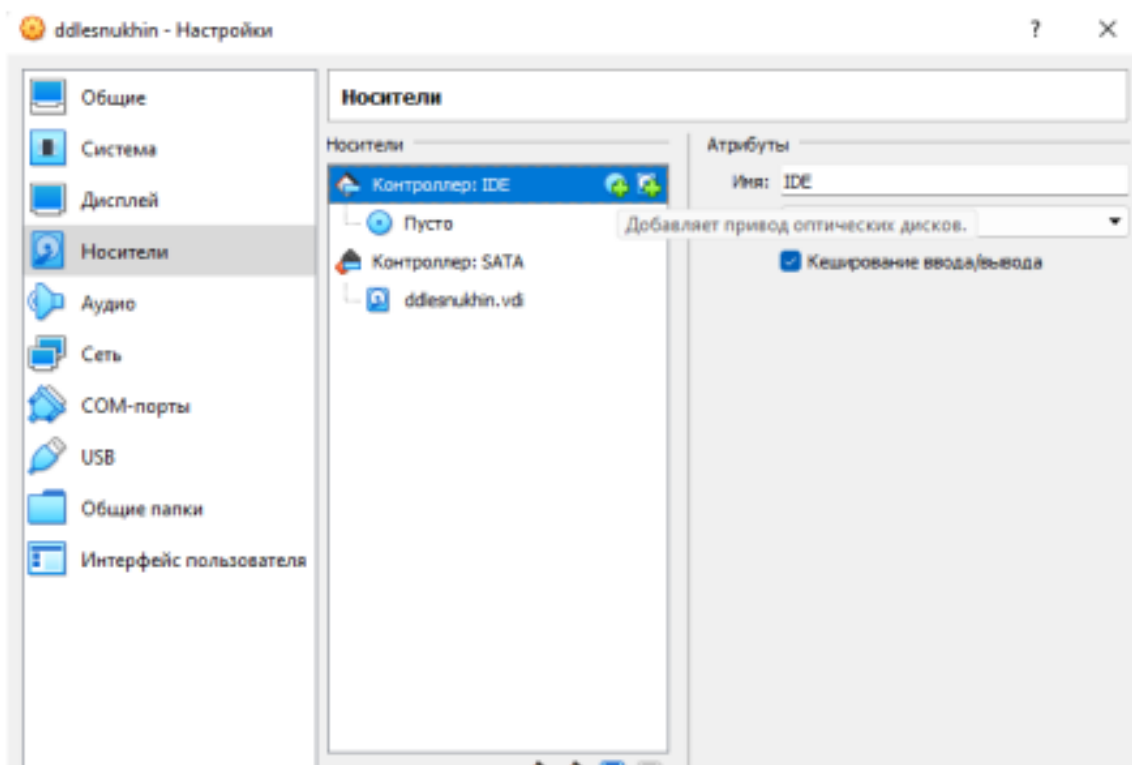 ddlesnukhin - Настройки ? ×
Общие
Система
Дисплей
Носители
Аудио
Сеть
COM-порты
USB
Общие папки
Интерфейс пользователя
Носители
Носители
Контроллер: IDE
Пусто
Контроллер: SATA
ddlesnukhin.vdi
Атрибуты
Имя: IDE
Добавляет привод оптических дисков.
Кеширование ввода/вывода